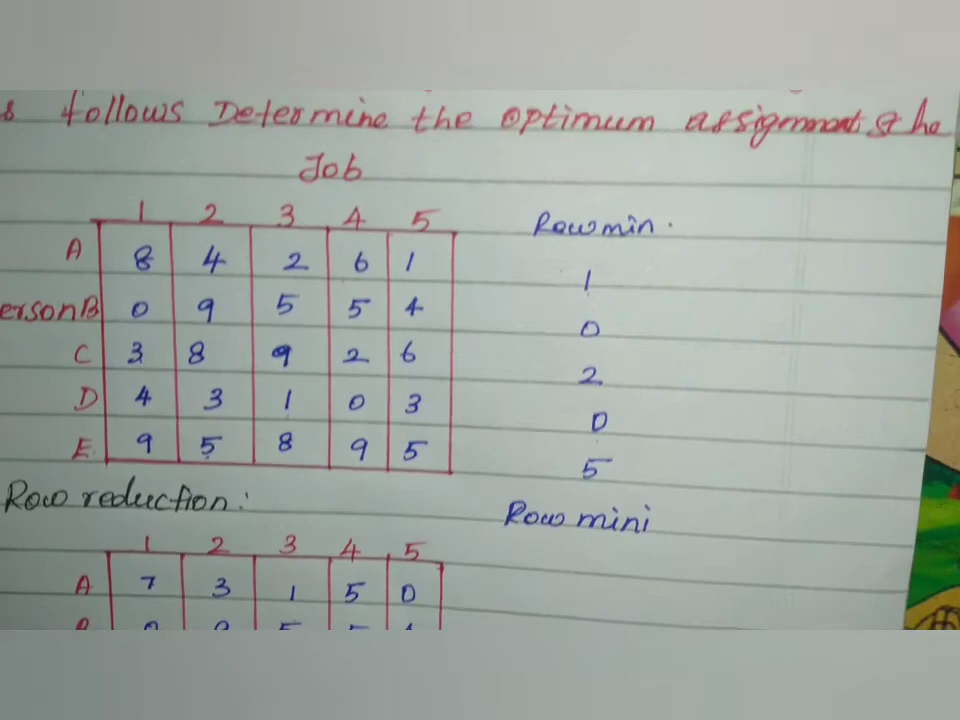 s follows Determine the optimum assignment & he
Job
1 2 3 4 5 Row min.
A 8 4 2 6 1 1
ersonB 0 9 5 5 4 0
C 3 8 9 2 6 2
D 4 3 1 0 3 0
E 9 5 8 9 5 5
Row reduction: Row mini
1 2 3 4 5
A 7 3 1 5 0